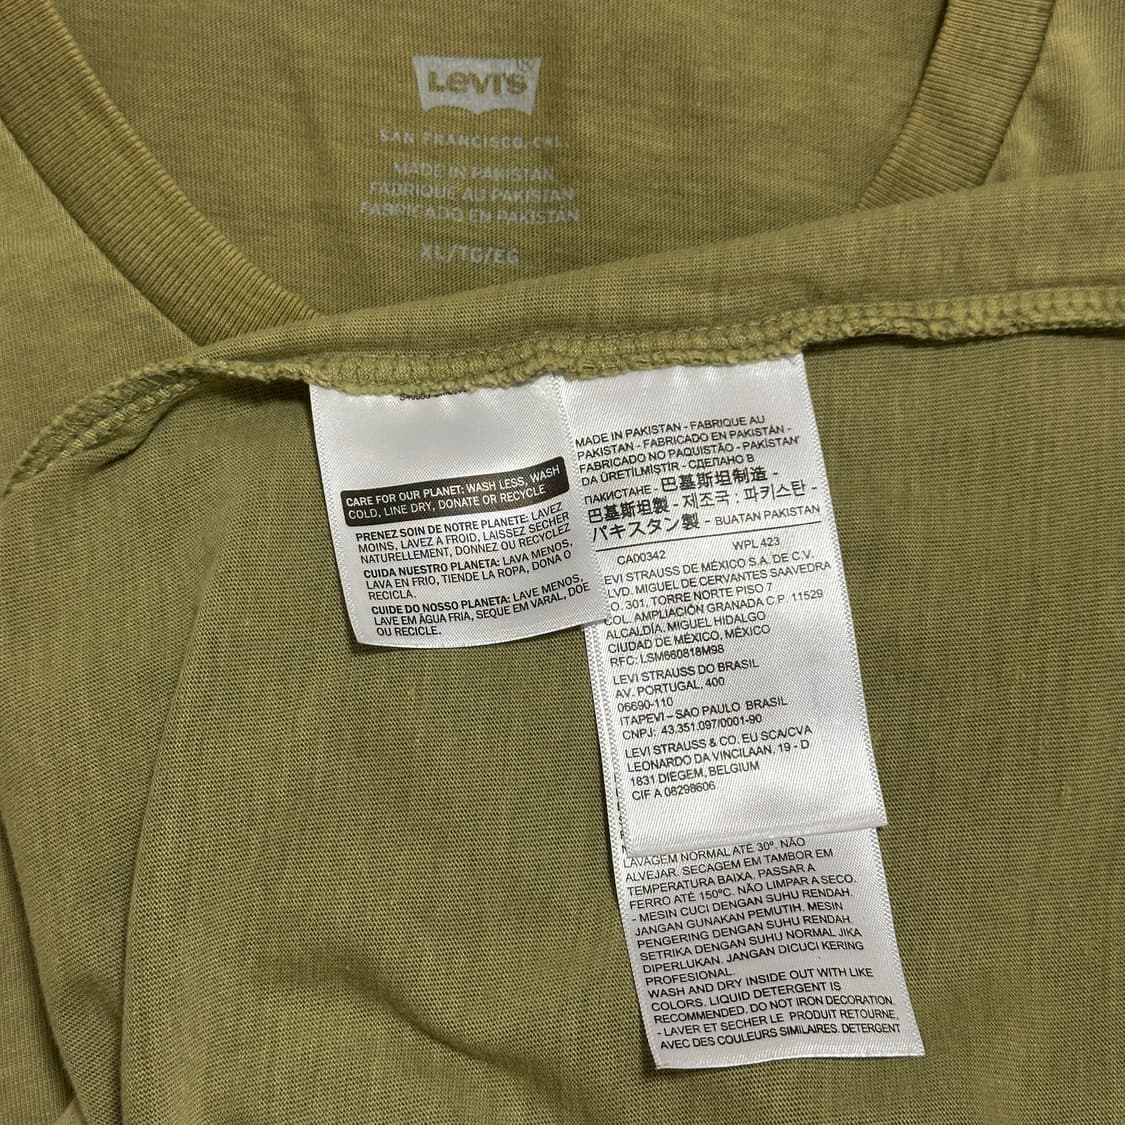 LEVI'S
SAN FRANCISCO, CAL.
MADE IN PAKISTAN
FABRIQUE AU PAKISTAN
FABRICADO EN PAKISTAN
XL/TG/EG
CARE FOR OUR PLANET: WASH LESS, WASH
COLD, LINE DRY, DONATE OR RECYCLE
PRENEZ SOIN DE NOTRE PLANETE: LAVEZ
MOINS, LAVEZ A FROID, LAISSEZ SECHER
NATURELLEMENT, DONNEZ OU RECYCLEZ
CUIDA NUESTRO PLANETA: LAVA MENOS,
LAVA EN FRIO, TIENDE LA ROPA, DONA O
RECICLA.
CUIDE DO NOSSO PLANETA: LAVE MENOS,
LAVE EM ÁGUA FRIA, SEQUE EM VARAL, DOE
OU RECICLE.
MADE IN PAKISTAN - FABRIQUE AU
PAKISTAN - FABRICADO EN PAKISTÁN -
FABRICADO NO PAQUISTÃO - PAKİSTAN'
DA ÜRETİLMİŞTİR - СДЕЛАНО В
ПАКИСТАНЕ - 巴基斯坦制造 -
巴基斯坦製 - 제조국 : 파키스탄 -
パキスタン製 - BUATAN PAKISTAN
CA00342 WPL 423
EVI STRAUSS DE MÉXICO S.A. DE C.V.
LVD. MIGUEL DE CERVANTES SAAVEDRA
O. 301, TORRE NORTE PISO 7
COL. AMPLIACIÓN GRANADA C.P. 11529
ALCALDÍA, MIGUEL HIDALGO
CIUDAD DE MÉXICO, MÉXICO
RFC: LSM660818M98
LEVI STRAUSS DO BRASIL
AV. PORTUGAL, 400
06690-110
ITAPEVI – SAO PAULO BRASIL
CNPJ: 43.351.097/0001-90
LEVI STRAUSS & CO. EU SCA/CVA
LEONARDO DA VINCILAAN, 19 - D
1831 DIEGEM, BELGIUM
CIF A 08298606
LAVAGEM NORMAL ATÉ 30º. NÃO
ALVEJAR. SECAGEM EM TAMBOR EM
TEMPERATURA BAIXA. PASSAR A
FERRO ATÉ 150ºC. NÃO LIMPAR A SECO.
- MESIN CUCI DENGAN SUHU RENDAH.
JANGAN GUNAKAN PEMUTIH. MESIN
PENGERING DENGAN SUHU RENDAH.
SETRIKA DENGAN SUHU NORMAL JIKA
DIPERLUKAN. JANGAN DICUCI KERING
PROFESIONAL.
WASH AND DRY INSIDE OUT WITH LIKE
COLORS. LIQUID DETERGENT IS
RECOMMENDED. DO NOT IRON DECORATION.
- LAVER ET SECHER LE PRODUIT RETOURNE,
AVEC DES COULEURS SIMILAIRES. DETERGENT